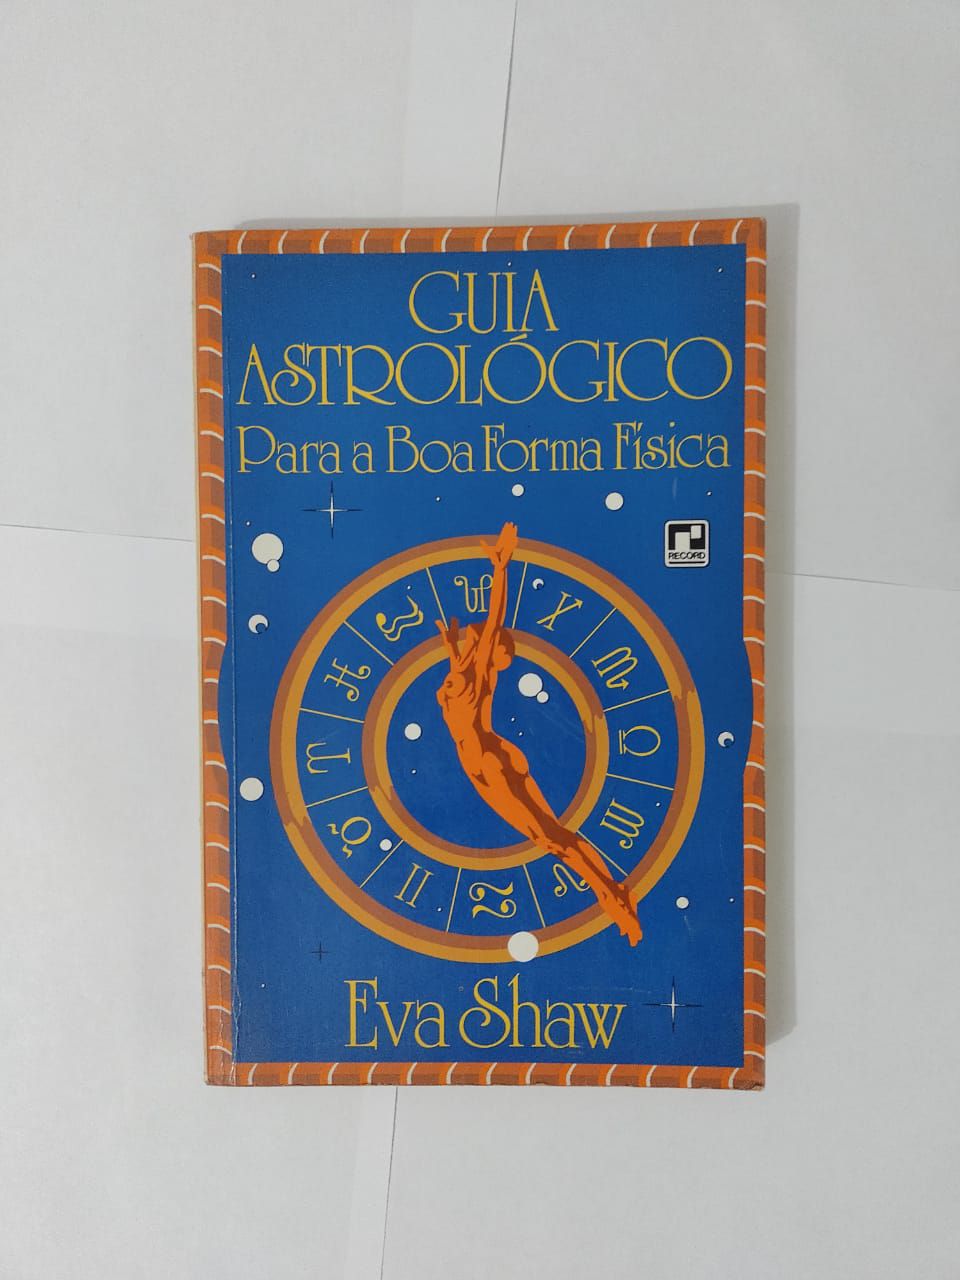 GUIA
ASTROLÓGICO
Para a Boa Forma Física
RECORD
Eva Shaw